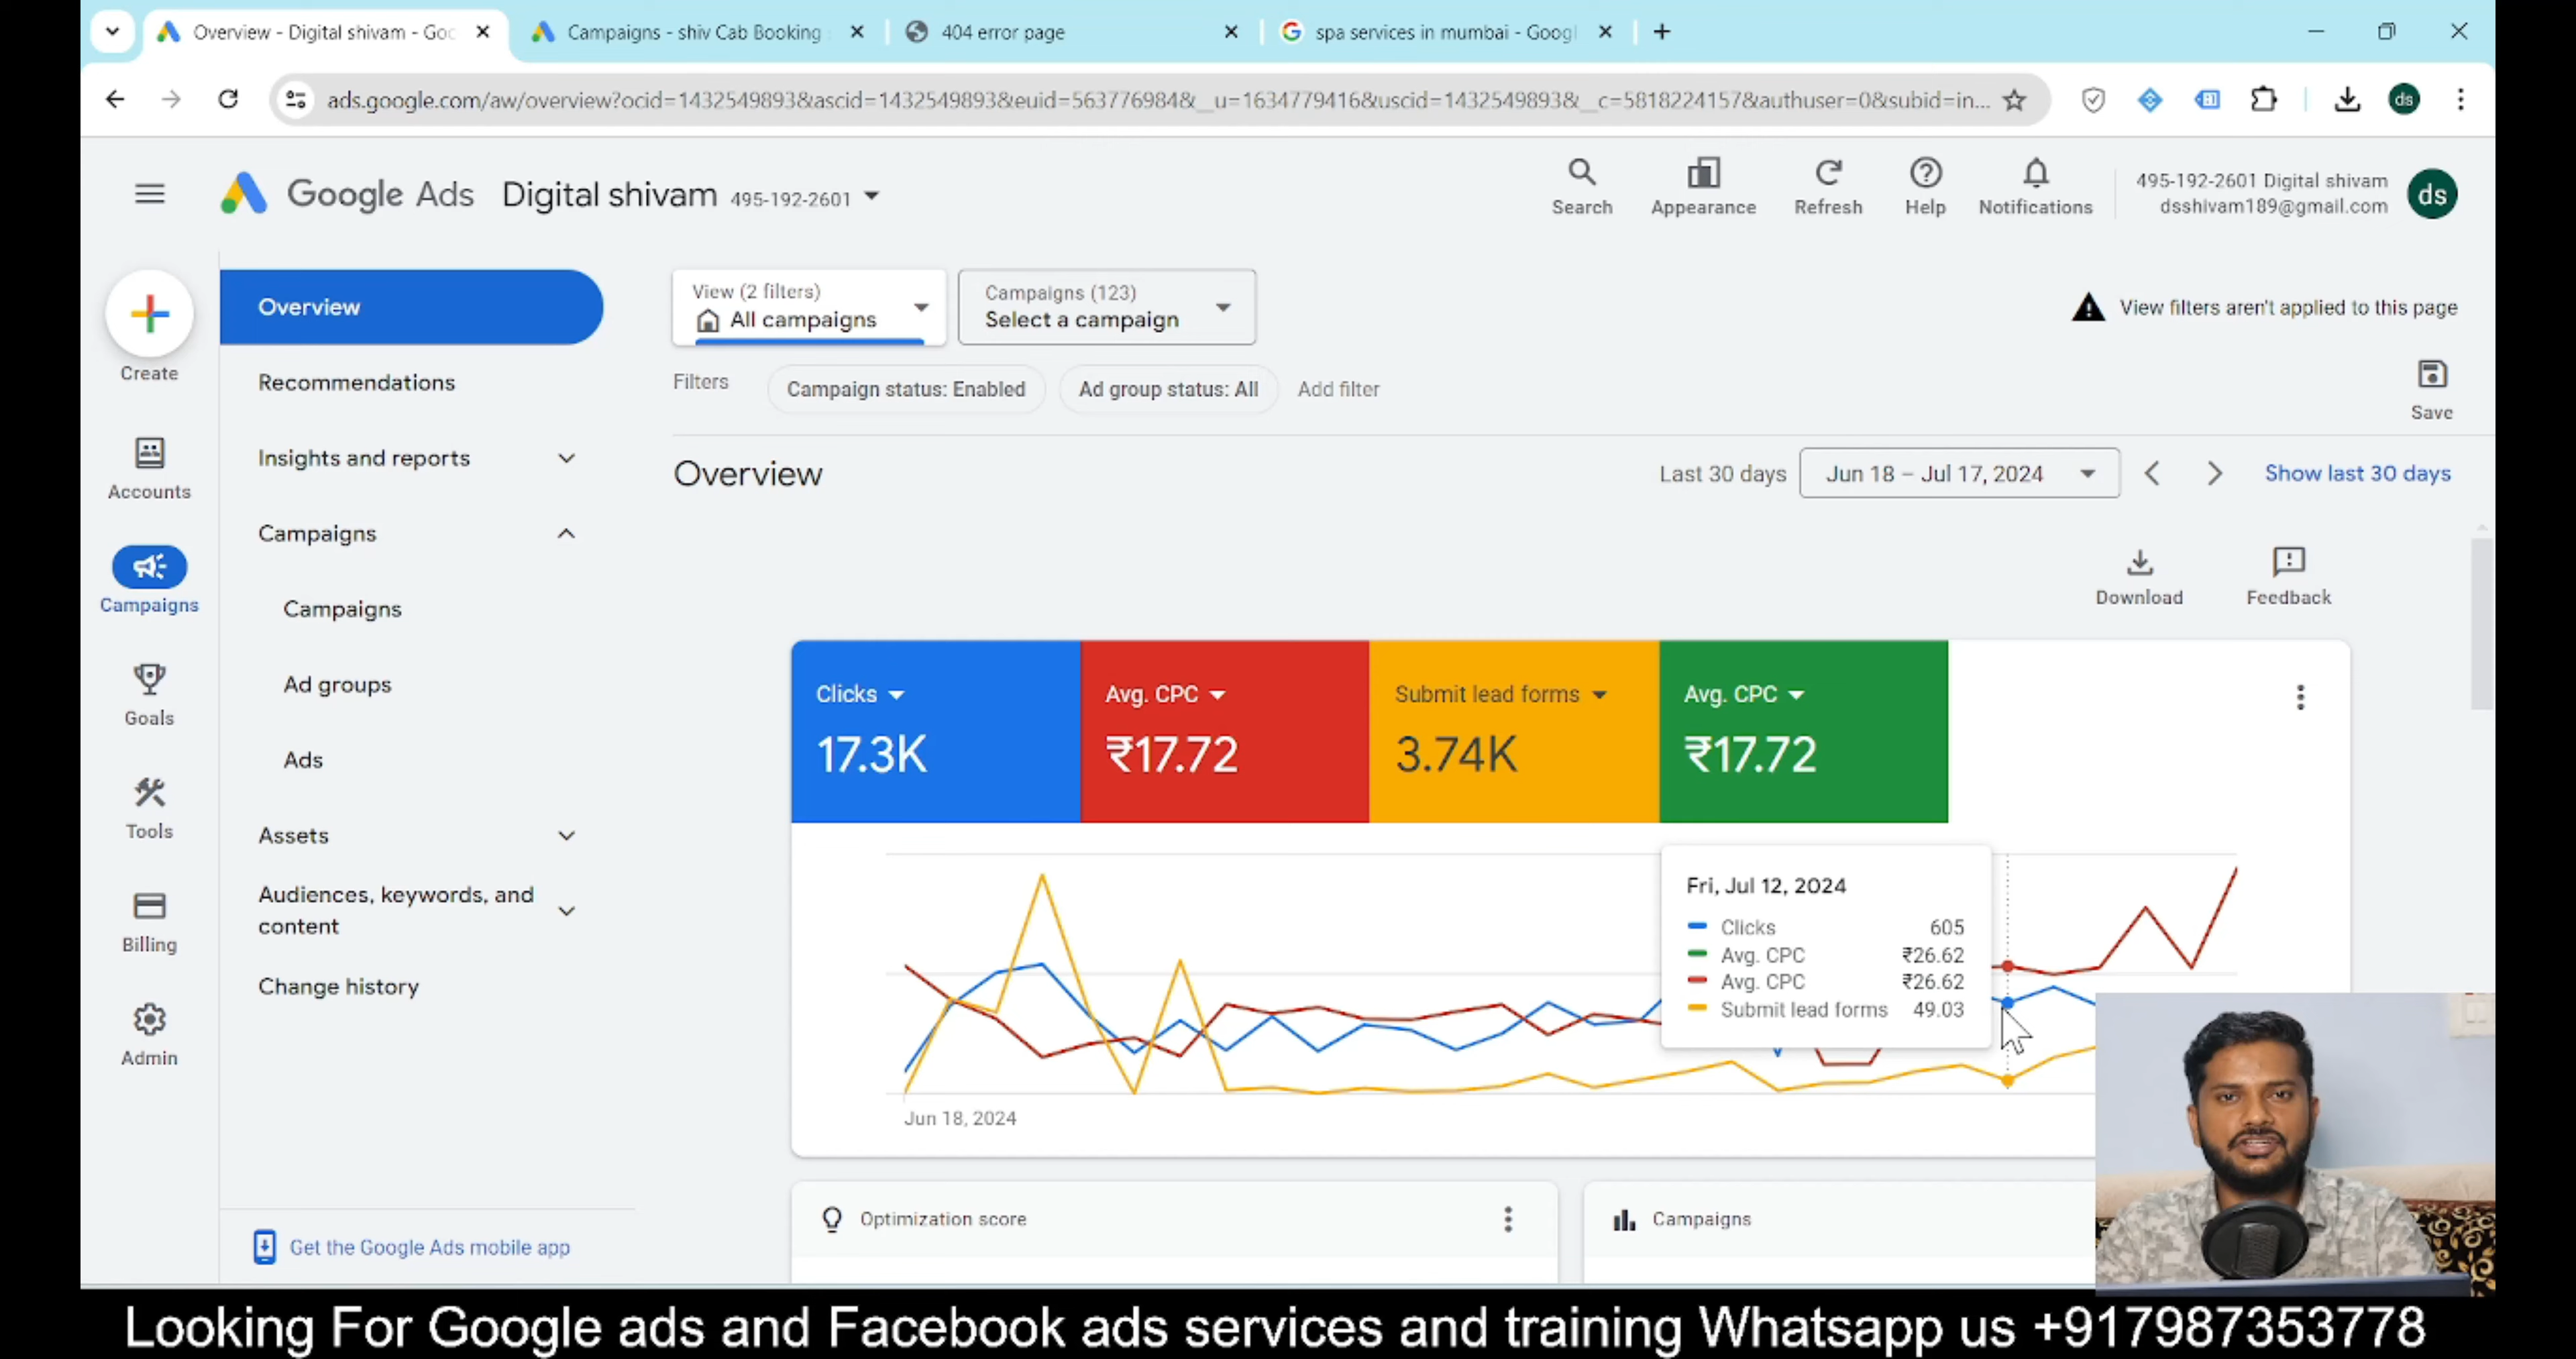 Overview - Digital shivam - Goo
Campaigns - shiv Cab Booking
404 error page
spa services in mumbai - Googl
ads.google.com/aw/overview?ocid=1432549893&ascid=1432549893&euid=563776984&__u=1634779416&uscid=1432549893&__c=5818224157&authuser=0&subid=in...
ds
Google Ads
Digital shivam 495-192-2601
Search
Appearance
Refresh
Help
Notifications
495-192-2601 Digital shivam
dsshivam189@gmail.com
ds
Create
Accounts
Campaigns
Goals
Tools
Billing
Admin
Overview
Recommendations
Insights and reports
Campaigns
Campaigns
Ad groups
Ads
Assets
Audiences, keywords, and
content
Change history
Get the Google Ads mobile app
View (2 filters)
All campaigns
Campaigns (123)
Select a campaign
View filters aren't applied to this page
Filters
Campaign status: Enabled
Ad group status: All
Add filter
Save
Overview
Last 30 days
Jun 18 – Jul 17, 2024
Show last 30 days
Download
Feedback
Clicks
17.3K
Avg. CPC
₹17.72
Submit lead forms
3.74K
Avg. CPC
₹17.72
Fri, Jul 12, 2024
Clicks 605
Avg. CPC ₹26.62
Avg. CPC ₹26.62
Submit lead forms 49.03
Jun 18, 2024
Optimization score
Campaigns
Looking For Google ads and Facebook ads services and training Whatsapp us +917987353778